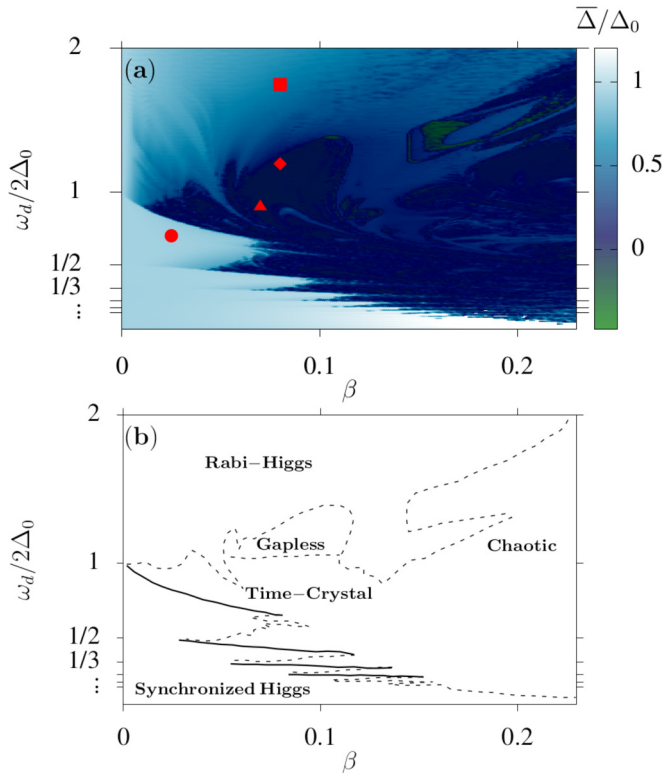 Δ̅/Δ₀
2
(a)
1
1
0.5
ω_d/2Δ₀
0
1/2
1/3
⋮
0
0.1
0.2
β
2
(b)
Rabi–Higgs
Gapless
Chaotic
1
ω_d/2Δ₀
Time–Crystal
1/2
1/3
⋮
Synchronized Higgs
0
0.1
0.2
β